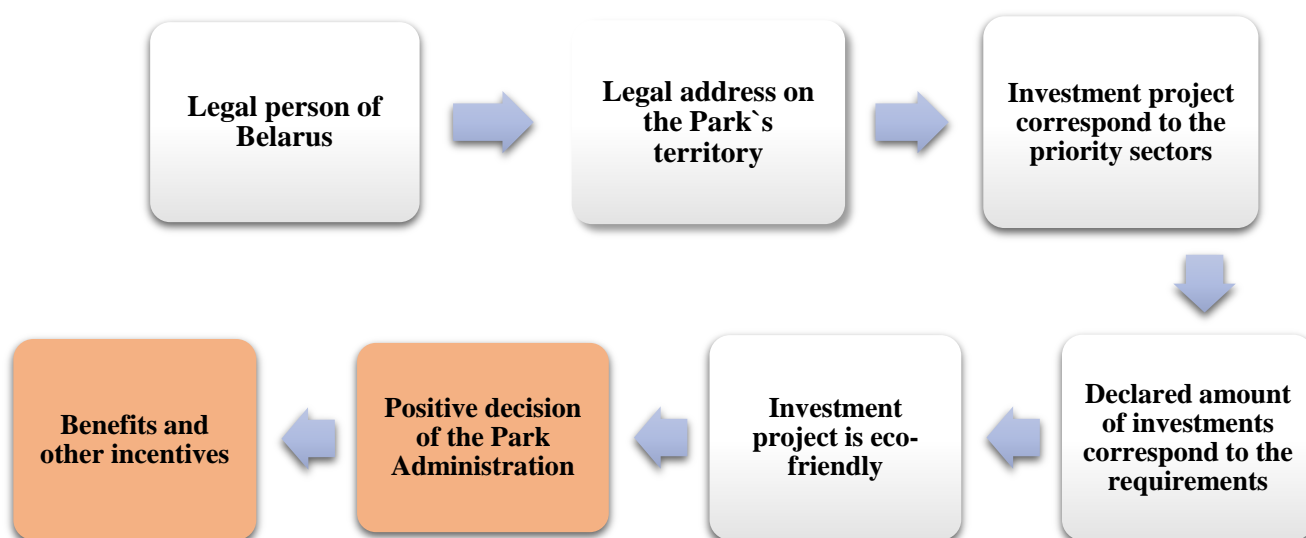 Legal person of
Belarus
Legal address on
the Park`s
territory
Investment project
correspond to the
priority sectors
Declared amount
of investments
correspond to the
requirements
Investment
project is eco-
friendly
Positive decision
of the Park
Administration
Benefits and
other incentives